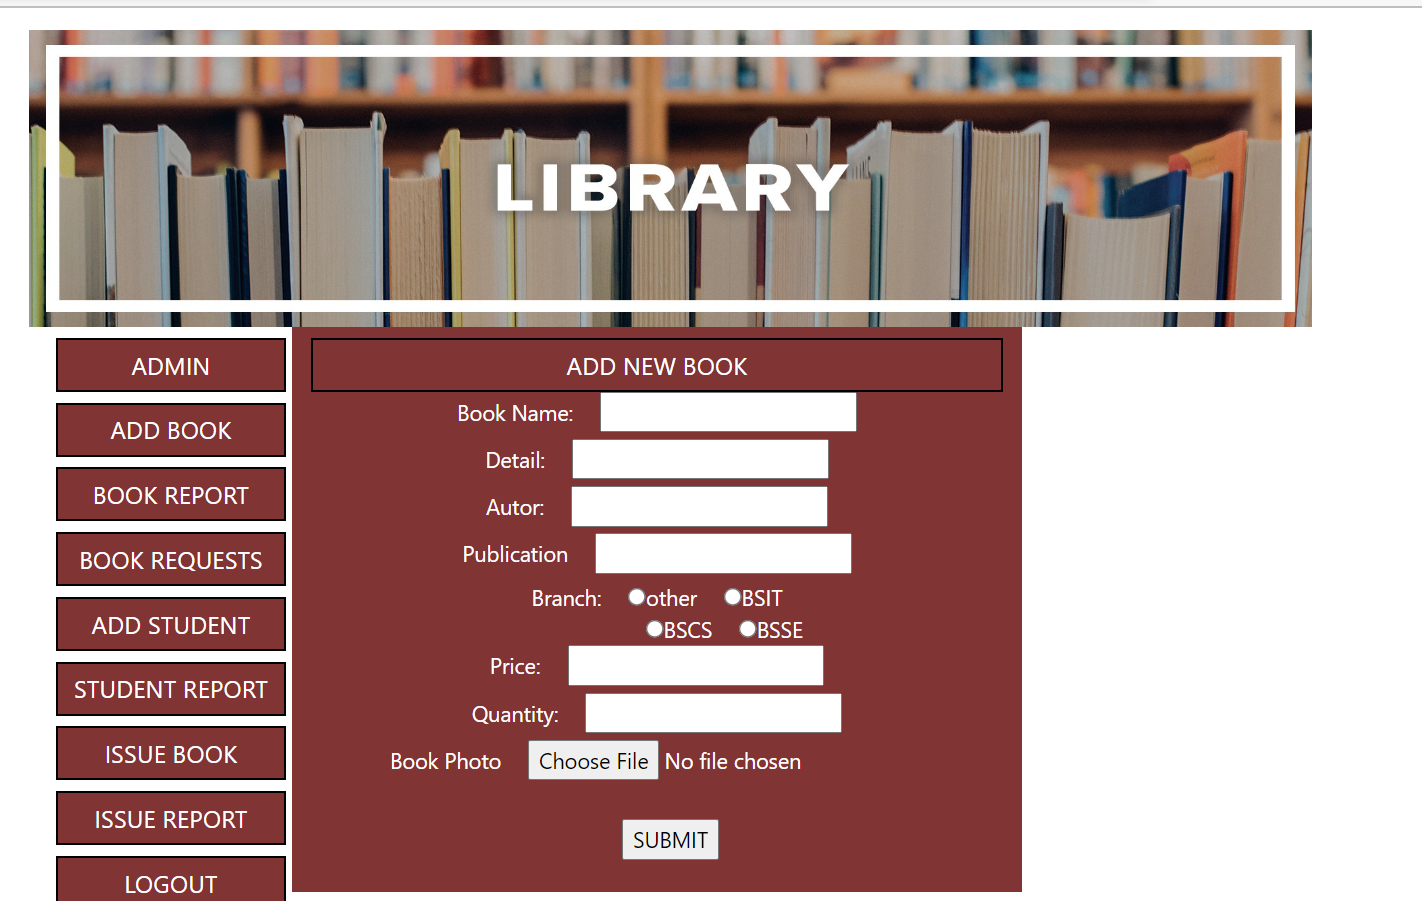 LIBRARY
ADMIN
ADD BOOK
BOOK REPORT
BOOK REQUESTS
ADD STUDENT
STUDENT REPORT
ISSUE BOOK
ISSUE REPORT
LOGOUT
ADD NEW BOOK
Book Name:
Detail:
Autor:
Publication
Branch: other BSIT
BSCS BSSE
Price:
Quantity:
Book Photo Choose File No file chosen
SUBMIT